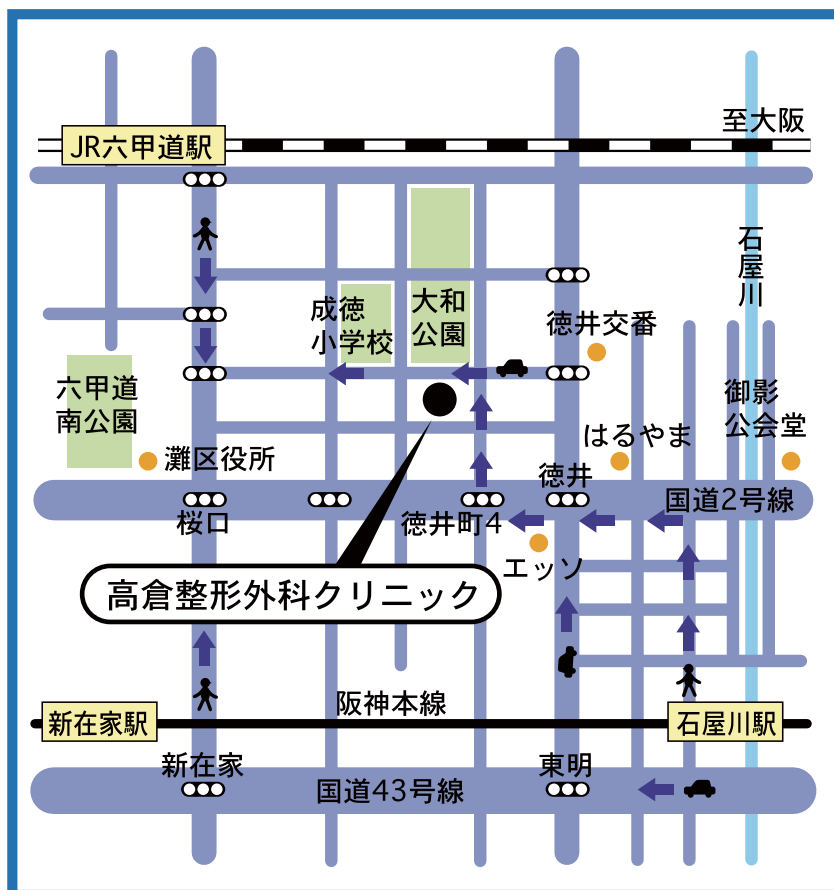 至大阪
JR六甲道駅
石屋川
成徳
小学校
大和
公園
徳井交番
六甲道
南公園
御影
公会堂
灘区役所
はるやま
徳井
国道2号線
桜口
徳井町4
エッソ
高倉整形外科クリニック
阪神本線
新在家駅
石屋川駅
新在家
東明
国道43号線